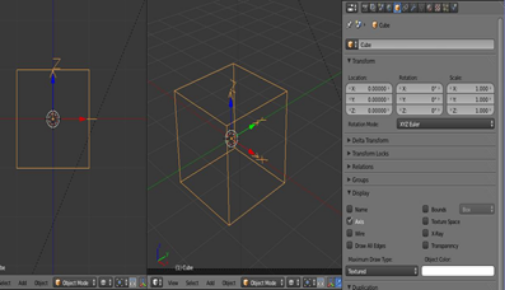 Cube
Cube
Transform
Location: Rotation: Scale:
X: 0.00000 X: 0° X: 1.000
Y: 0.00000 Y: 0° Y: 1.000
Z: 0.00000 Z: 0° Z: 1.000
Rotation Mode: XYZ Euler
Delta Transform
Transform Locks
Relations
Groups
Display
Name Bounds Box
Axis Texture Space
Wire X-Ray
Draw All Edges Transparency
Maximum Draw Type: Object Color:
Textured
Duplication
Z
(1) Cube
Add Object Object Mode
View Select Add Object Object Mode